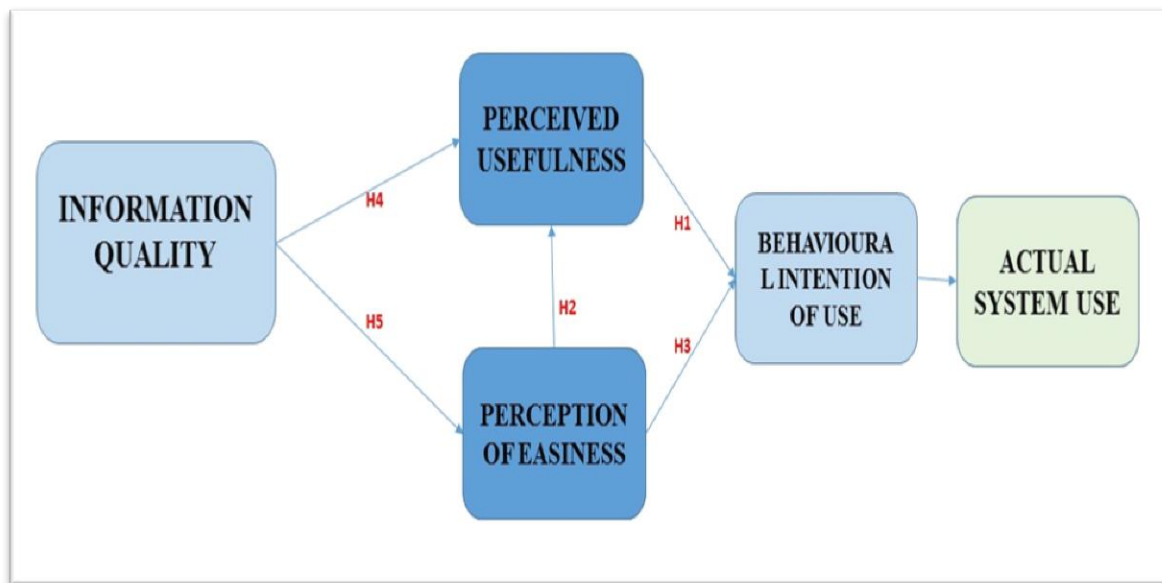 PERCEIVED
USEFULNESS
INFORMATION
QUALITY
H4
H1
BEHAVIOURA
L INTENTION
OF USE
ACTUAL
SYSTEM USE
H5
H2
H3
PERCEPTION
OF EASINESS